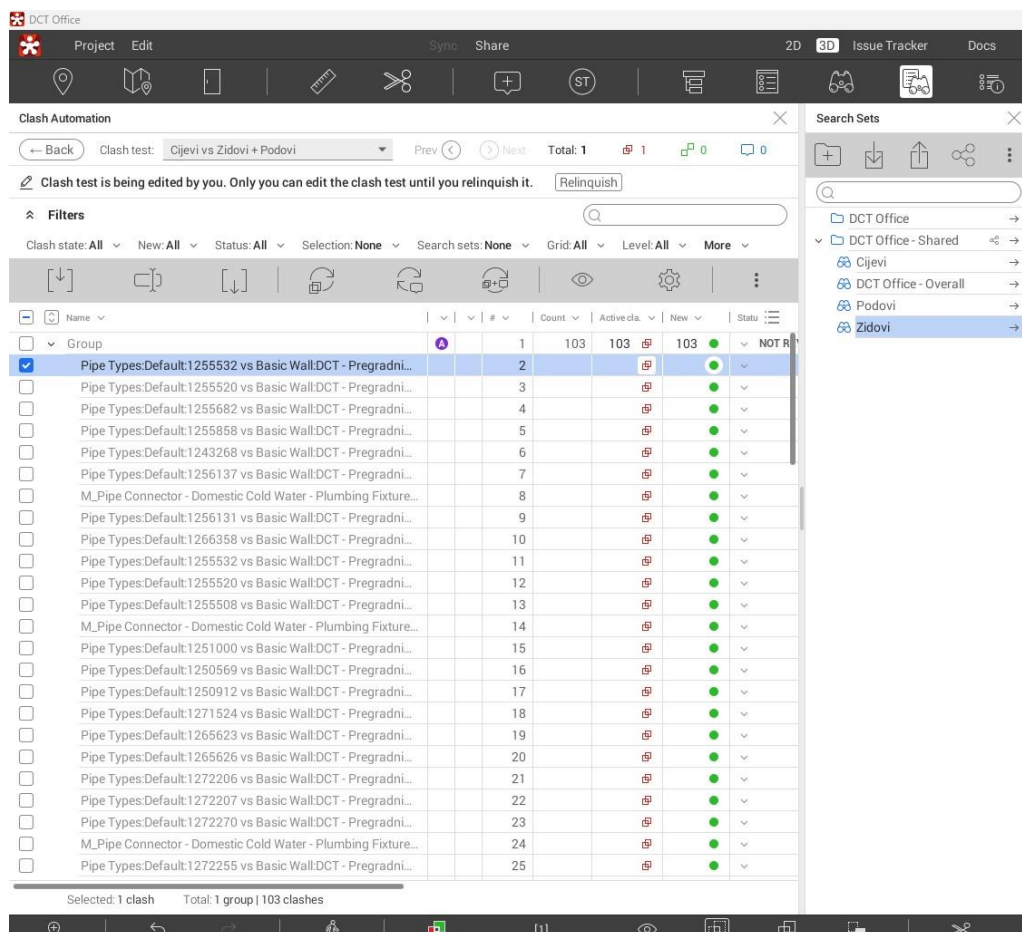 DCT Office
Project Edit Sync Share 2D 3D Issue Tracker Docs
ST
Clash Automation
Search Sets
← Back Clash test: Cijevi vs Zidovi + Podovi Prev Next Total: 1 1 0 0
Clash test is being edited by you. Only you can edit the clash test until you relinquish it. Relinquish
Filters
DCT Office
Clash state: All New: All Status: All Selection: None Search sets: None Grid: All Level: All More
DCT Office - Shared
Cijevi
DCT Office - Overall
Podovi
Zidovi
Name # Count Active cla. New Statu
Group A 1 103 103 103 NOT R
Pipe Types:Default:1255532 vs Basic Wall:DCT - Pregradni... 2
Pipe Types:Default:1255520 vs Basic Wall:DCT - Pregradni... 3
Pipe Types:Default:1255682 vs Basic Wall:DCT - Pregradni... 4
Pipe Types:Default:1255858 vs Basic Wall:DCT - Pregradni... 5
Pipe Types:Default:1243268 vs Basic Wall:DCT - Pregradni... 6
Pipe Types:Default:1256137 vs Basic Wall:DCT - Pregradni... 7
M_Pipe Connector - Domestic Cold Water - Plumbing Fixture... 8
Pipe Types:Default:1256131 vs Basic Wall:DCT - Pregradni... 9
Pipe Types:Default:1266358 vs Basic Wall:DCT - Pregradni... 10
Pipe Types:Default:1255532 vs Basic Wall:DCT - Pregradni... 11
Pipe Types:Default:1255520 vs Basic Wall:DCT - Pregradni... 12
Pipe Types:Default:1255508 vs Basic Wall:DCT - Pregradni... 13
M_Pipe Connector - Domestic Cold Water - Plumbing Fixture... 14
Pipe Types:Default:1251000 vs Basic Wall:DCT - Pregradni... 15
Pipe Types:Default:1250569 vs Basic Wall:DCT - Pregradni... 16
Pipe Types:Default:1250912 vs Basic Wall:DCT - Pregradni... 17
Pipe Types:Default:1271524 vs Basic Wall:DCT - Pregradni... 18
Pipe Types:Default:1265623 vs Basic Wall:DCT - Pregradni... 19
Pipe Types:Default:1265626 vs Basic Wall:DCT - Pregradni... 20
Pipe Types:Default:1272206 vs Basic Wall:DCT - Pregradni... 21
Pipe Types:Default:1272207 vs Basic Wall:DCT - Pregradni... 22
Pipe Types:Default:1272270 vs Basic Wall:DCT - Pregradni... 23
M_Pipe Connector - Domestic Cold Water - Plumbing Fixture... 24
Pipe Types:Default:1272255 vs Basic Wall:DCT - Pregradni... 25
Selected: 1 clash Total: 1 group | 103 clashes